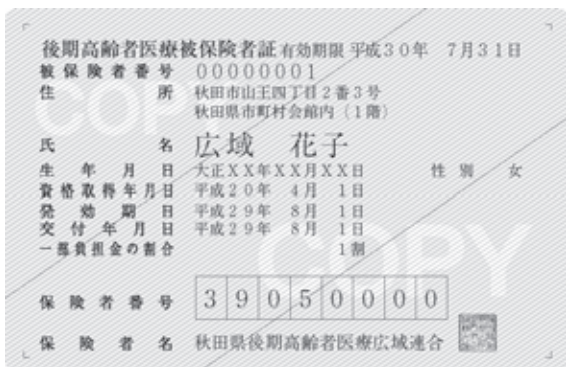 後期高齢者医療被保険者証 有効期限 平成30年 7月31日
被保険者番号 00000001
住所 秋田市山王四丁目2番3号
秋田県市町村会館内（1階）
氏名 広域 花子
生年月日 大正XX年XX月XX日 性別 女
資格取得年月日 平成20年 4月 1日
発効期日 平成29年 8月 1日
交付年月日 平成29年 8月 1日
一部負担金の割合 1割
保険者番号 39050000
保険者名 秋田県後期高齢者医療広域連合
COPY
COPY